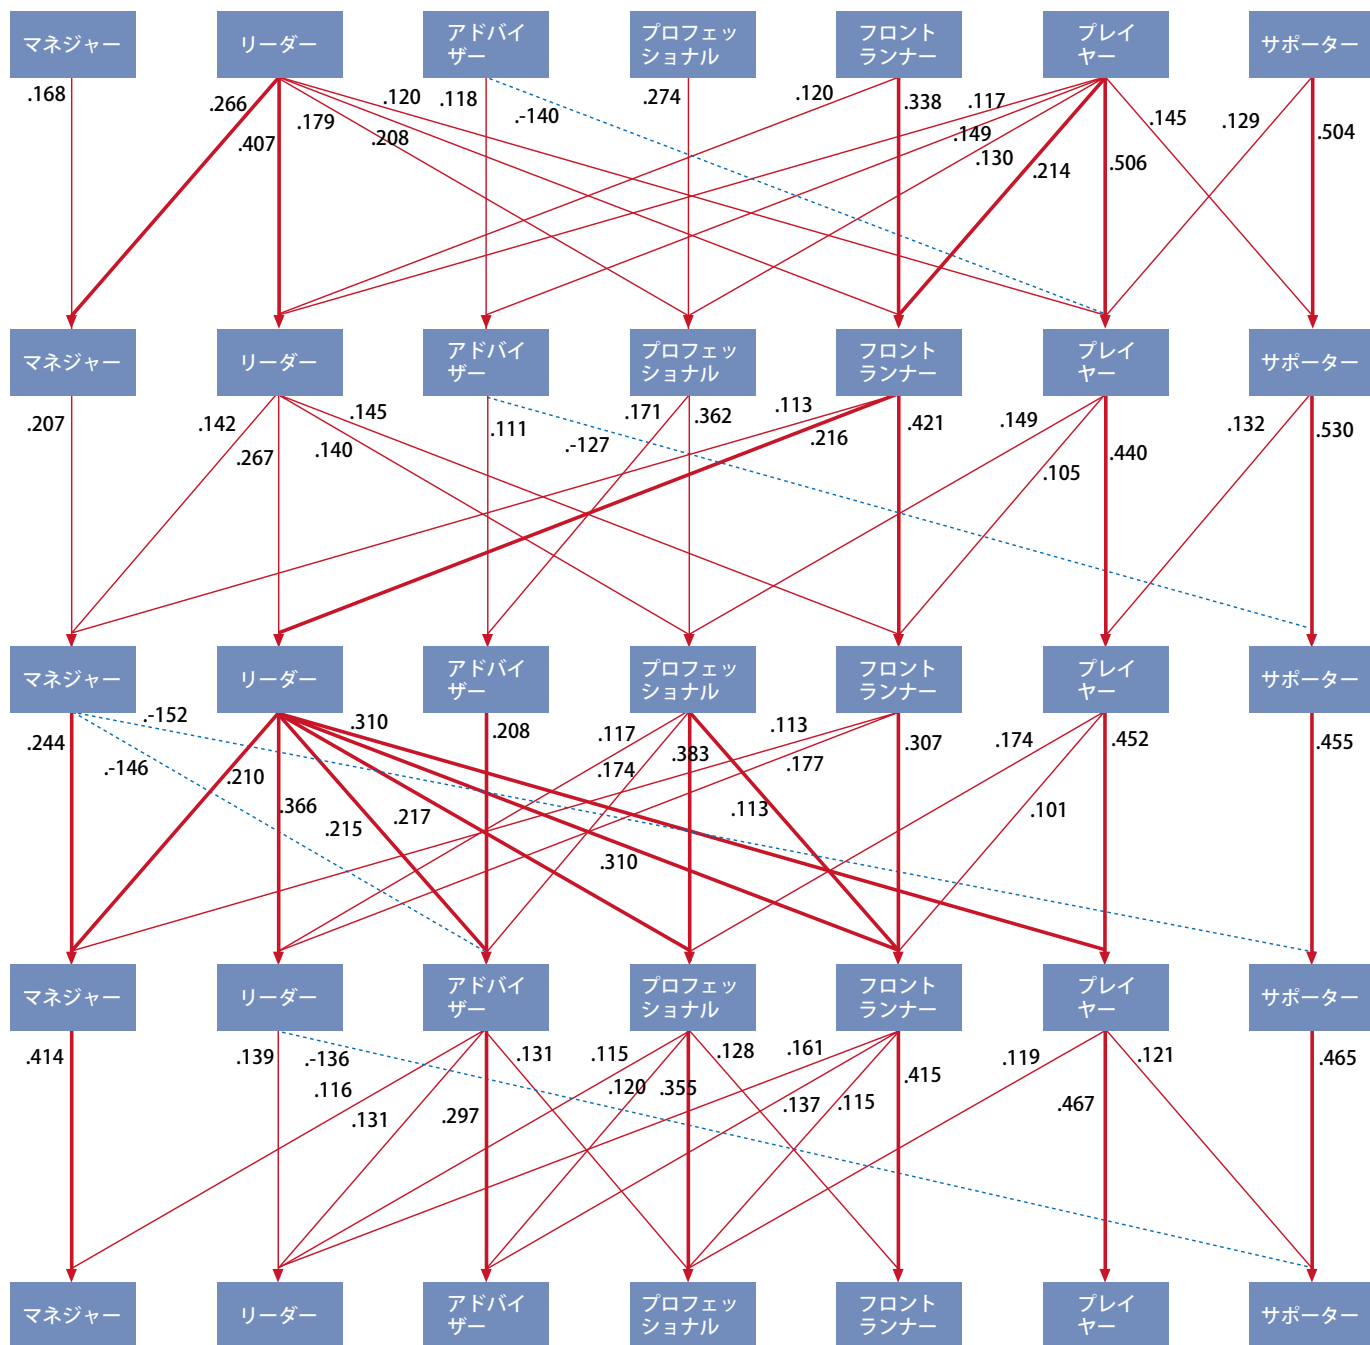 マネジャー
リーダー
アドバイ
ザー
プロフェッ
ショナル
フロント
ランナー
プレイ
ヤー
サポーター
.168
.266
.407
.179
.120
.208
.118
.-140
.274
.120
.338
.117
.149
.130
.214
.506
.145
.129
.504
マネジャー
リーダー
アドバイ
ザー
プロフェッ
ショナル
フロント
ランナー
プレイ
ヤー
サポーター
.207
.142
.267
.145
.140
.111
.-127
.171
.362
.113
.216
.421
.149
.105
.440
.132
.530
マネジャー
リーダー
アドバイ
ザー
プロフェッ
ショナル
フロント
ランナー
プレイ
ヤー
サポーター
.244
.-152
.-146
.210
.366
.310
.215
.217
.208
.117
.174
.383
.310
.113
.113
.177
.307
.174
.101
.452
.455
マネジャー
リーダー
アドバイ
ザー
プロフェッ
ショナル
フロント
ランナー
プレイ
ヤー
サポーター
.414
.139
.-136
.116
.131
.297
.131
.115
.120
.355
.128
.161
.137
.115
.415
.119
.467
.121
.465
マネジャー
リーダー
アドバイ
ザー
プロフェッ
ショナル
フロント
ランナー
プレイ
ヤー
サポーター